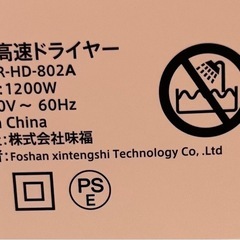 高速ドライヤー
R-HD-802A
: 1200W
0V～ 60Hz
China
: 株式会社味福
: Foshan xintengshi Technology Co,.Ltd
PS
E